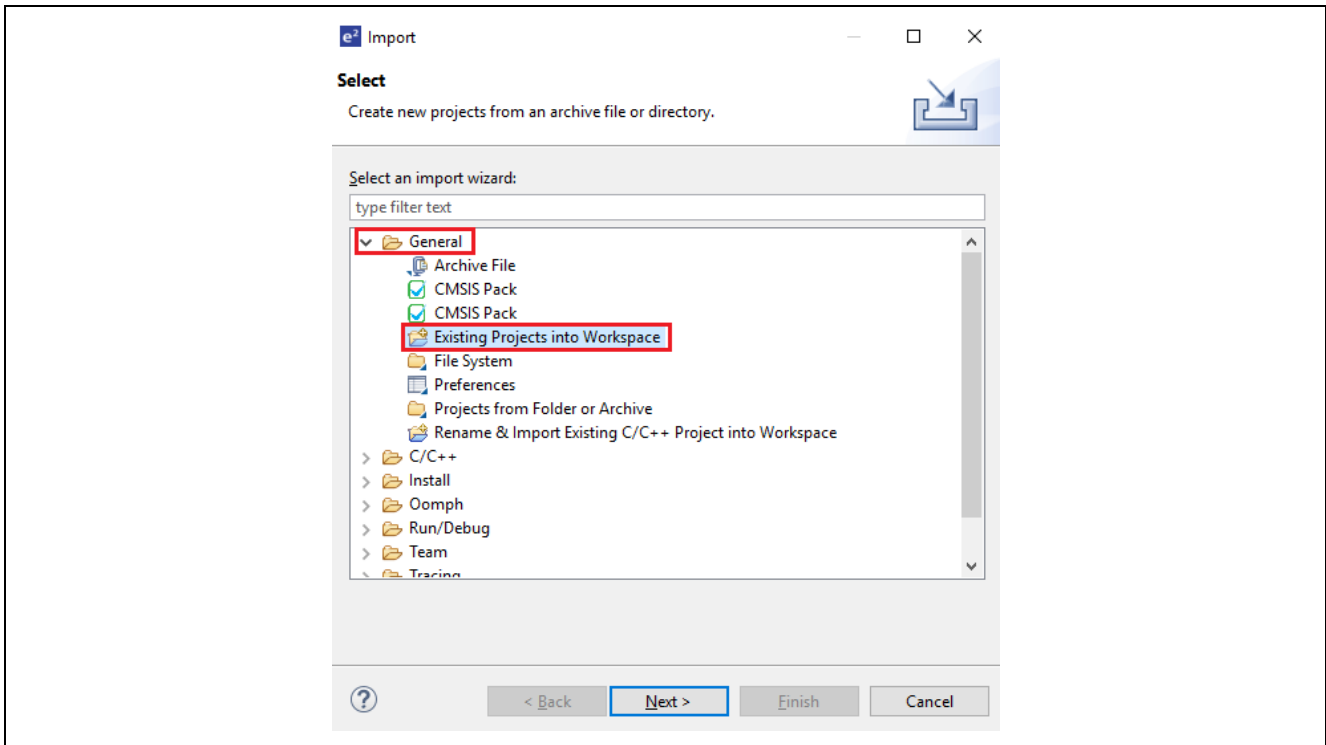 e² Import
Select
Create new projects from an archive file or directory.
Select an import wizard:
type filter text
General
Archive File
CMSIS Pack
CMSIS Pack
Existing Projects into Workspace
File System
Preferences
Projects from Folder or Archive
Rename & Import Existing C/C++ Project into Workspace
C/C++
Install
Oomph
Run/Debug
Team
Tracing
? < Back Next > Finish Cancel